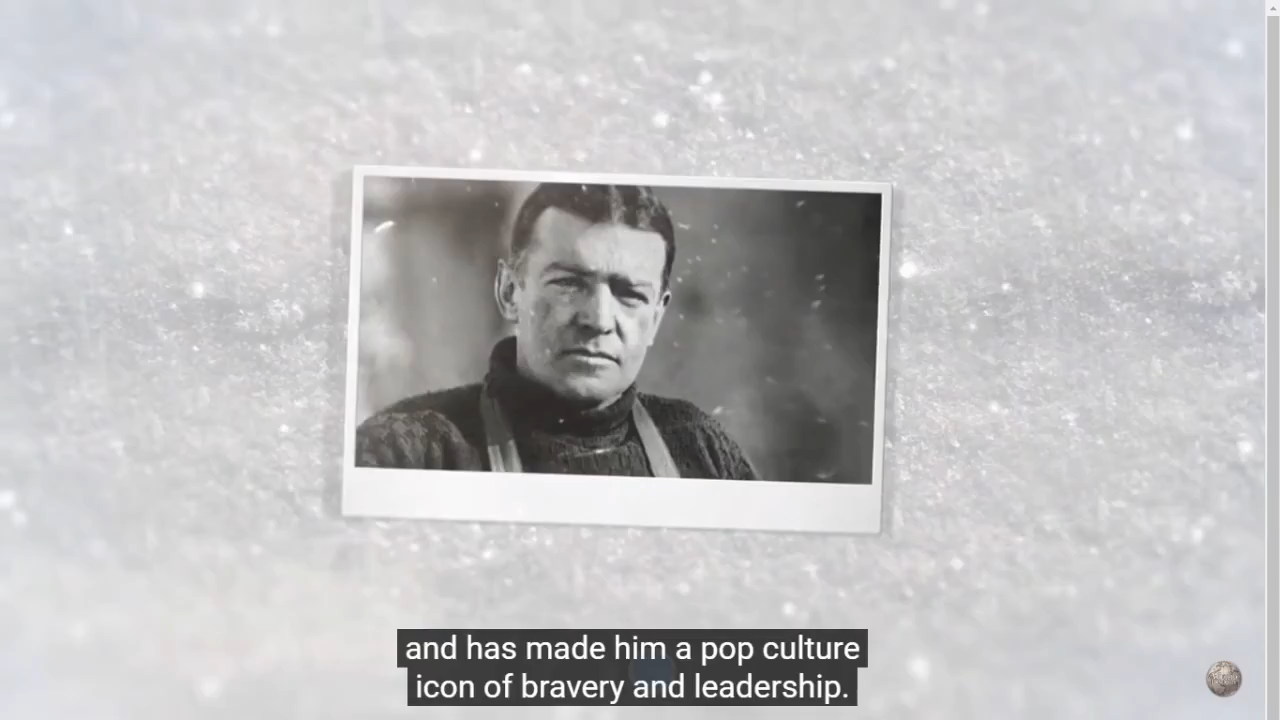 and has made him a pop culture
icon of bravery and leadership.